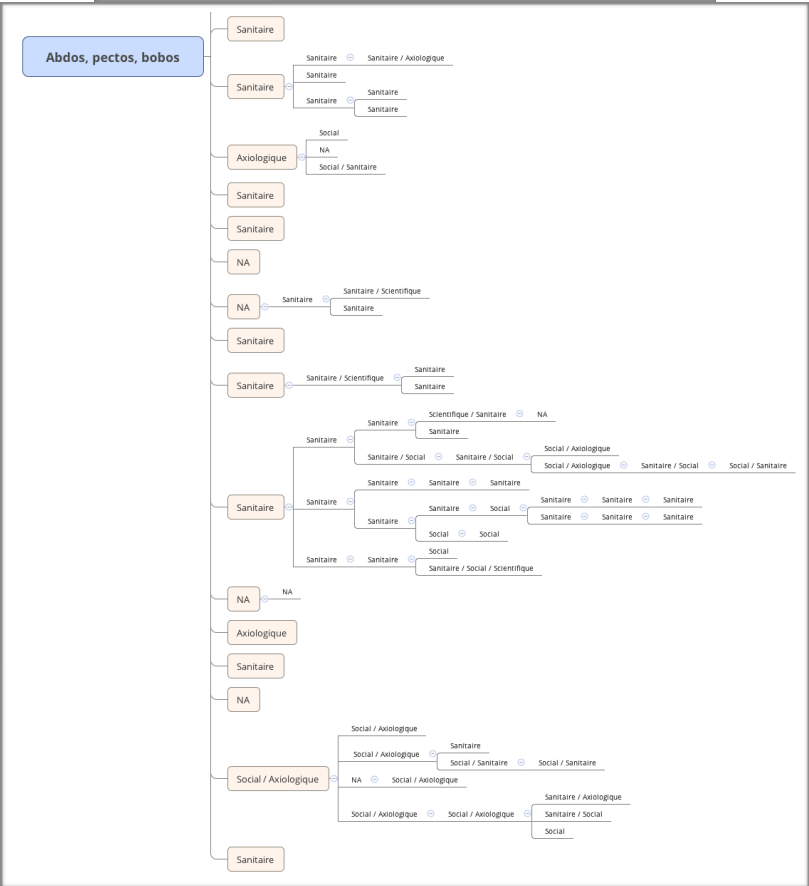 Abdos, pectos, bobos
Sanitaire
Sanitaire
Sanitaire
Sanitaire / Axiologique
Sanitaire
Sanitaire
Sanitaire
Sanitaire
Axiologique
Social
NA
Social / Sanitaire
Sanitaire
Sanitaire
NA
NA
Sanitaire
Sanitaire / Scientifique
Sanitaire
Sanitaire
Sanitaire
Sanitaire / Scientifique
Sanitaire
Sanitaire
Sanitaire
Sanitaire
Sanitaire
Scientifique / Sanitaire
NA
Sanitaire
Sanitaire / Social
Sanitaire / Social
Social / Axiologique
Social / Axiologique
Sanitaire / Social
Social / Sanitaire
Sanitaire
Sanitaire
Sanitaire
Sanitaire
Sanitaire
Sanitaire
Social
Sanitaire
Sanitaire
Sanitaire
Sanitaire
Sanitaire
Sanitaire
Social
Social
Sanitaire
Sanitaire
Social
Sanitaire / Social / Scientifique
NA
NA
Axiologique
Sanitaire
NA
Social / Axiologique
Social / Axiologique
Social / Axiologique
Sanitaire
Social / Sanitaire
Social / Sanitaire
NA
Social / Axiologique
Social / Axiologique
Social / Axiologique
Sanitaire / Axiologique
Sanitaire / Social
Social
Sanitaire